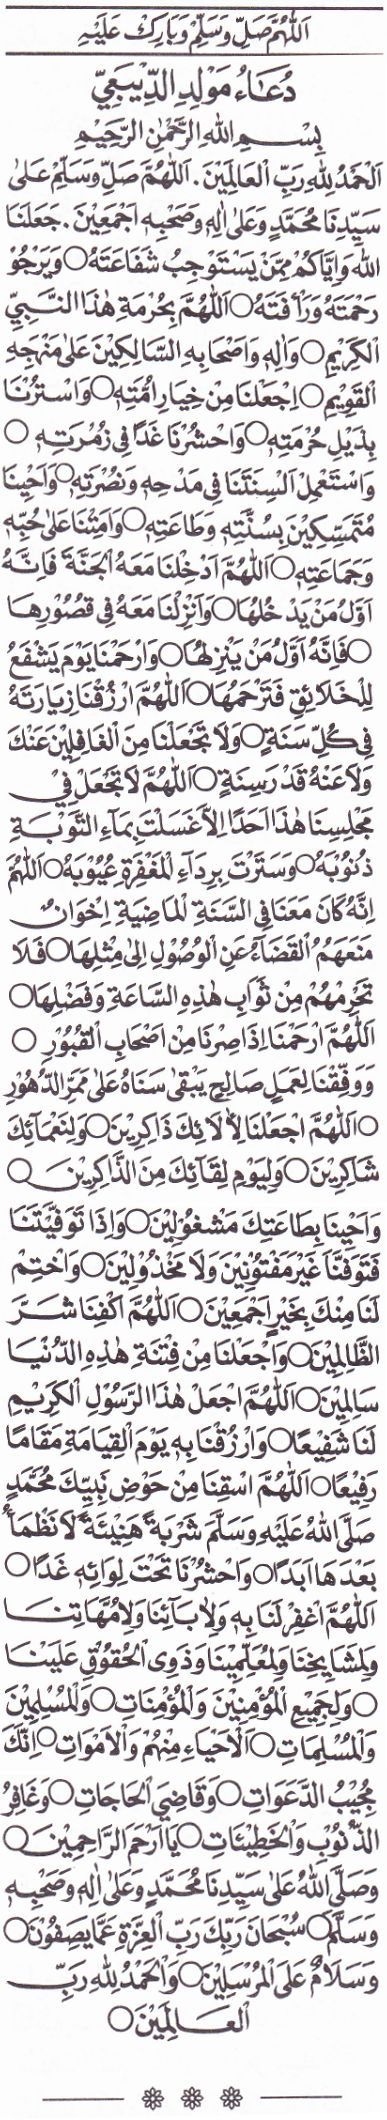 اَللّٰهُمَّ صَلِّ وَسَلِّمْ وَبَارِكْ عَلَيْهِ
دُعَاءُ مَوْلِدِ الدِّيْبَعِيِّ
بِسْــمِ اللهِ الرَّحْمٰنِ الرَّحِيْمِ
اَلْحَمْدُ لِلّٰهِ رَبِّ الْعَالَمِيْنَ. اَللّٰهُمَّ صَلِّ وَسَلِّمْ عَلٰى
سَيِّدِنَا مُحَمَّدٍ وَعَلٰى اٰلِهٖ وَصَحْبِهٖ اَجْمَعِيْنَ. جَعَلَنَا
اللهُ وَاِيَّاكُمْ مِمَّنْ يَسْتَوْجِبُ شَفَاعَتَهُ ○ وَيَرْجُوْ
رَحْمَتَهُ وَرَأْفَتَهُ ○ اَللّٰهُمَّ بِحُرْمَةِ هٰذَا النَّبِيِّ
الْكَرِيْمِ ○ وَاٰلِهٖ وَاَصْحَابِهِ السَّالِكِيْنَ عَلٰى مَنْهَجِهِ
الْقَوِيْمِ ○ اِجْعَلْنَا مِنْ خِيَارِ اُمَّتِهٖ ○ وَاسْتُرْنَا
بِذَيْلِ حُرْمَتِهٖ ○ وَاحْشُرْنَا غَدًا فِى زُمْرَتِهٖ ○
وَاسْتَعْمِلْ اَلْسِنَتَنَا فِى مَدْحِهٖ وَنُصْرَتِهٖ ○ وَاَحْيِنَا
مُتَمَسِّكِيْنَ بِسُنَّتِهٖ وَطَاعَتِهٖ ○ وَاَمِتْنَا عَلٰى حُبِّهٖ
وَجَمَاعَتِهٖ ○ اَللّٰهُمَّ اَدْخِلْنَا مَعَهُ الْجَنَّةَ فَاِنَّهُ
اَوَّلُ مَنْ يَدْخُلُهَا ○ وَاَنْزِلْنَا مَعَهُ فِى قُصُوْرِهَا
○ فَاِنَّهُ اَوَّلُ مَنْ يَنْزِلُهَا ○ وَارْحَمْنَا يَوْمَ يَشْفَعُ
لِلْخَلَائِقِ فَتَرْحَمُهَا ○ اَللّٰهُمَّ ارْزُقْنَا زِيَارَتَهُ
فِى كُلِّ سَنَةٍ ○ وَلَا تَجْعَلْنَا مِنَ الْغَافِلِيْنَ عَنْكَ
وَلَا عَنْهُ قَدْرَ سِنَةٍ ○ اَللّٰهُمَّ لَا تَجْعَلْ فِيْ
مَجْلِسِنَا هٰذَا اَحَدًا اِلَّا غَسَلْتَ بِمَاءِ التَّوْبَةِ
ذُنُوْبَهُ ○ وَسَتَرْتَ بِرِدَاءِ الْمَغْفِرَةِ عُيُوْبَهُ ○ اَللّٰهُمَّ
اِنَّهُ كَانَ مَعَنَا فِى السَّنَةِ الْمَاضِيَةِ اِخْوَانٌ
مَنَعَهُمُ الْقَضَاءُ عَنِ الْوُصُوْلِ اِلٰى مِثْلِهَا ○ فَلَا
تَحْرِمْهُمْ مِنْ ثَوَابِ هٰذِهِ السَّاعَةِ وَفَضْلِهَا ○
اَللّٰهُمَّ ارْحَمْنَا اِذَا صِرْنَا مِنْ اَصْحَابِ الْقُبُوْرِ ○
وَوَفِّقْنَا لِعَمَلٍ صَالِحٍ يَبْقٰى سَنَاهُ عَلٰى مَمَرِّ الدُّهُوْرِ
○ اَللّٰهُمَّ اجْعَلْنَا لِاٰلَائِكَ ذَاكِرِيْنَ ○ وَلِنَعْمَائِكَ
شَاكِرِيْنَ ○ وَلِيَوْمِ لِقَائِكَ مِنَ الذَّاكِرِيْنَ ○
وَاَحْيِنَا بِطَاعَتِكَ مَشْغُوْلِيْنَ ○ وَاِذَا تَوَفَّيْتَنَا
فَتَوَفَّنَا غَيْرَ مَفْتُوْنِيْنَ وَلَا مَخْذُوْلِيْنَ ○ وَاخْتِمْ
لَنَا مِنْكَ بِخَيْرٍ اَجْمَعِيْنَ ○ اَللّٰهُمَّ اكْفِنَا شَرَّ
الظَّالِمِيْنَ ○ وَاجْعَلْنَا مِنْ فِتْنَةِ هٰذِهِ الدُّنْيَا
سَالِمِيْنَ ○ اَللّٰهُمَّ اجْعَلْ هٰذَا الرَّسُوْلَ الْكَرِيْمَ
لَنَا شَفِيْعًا ○ وَارْزُقْنَا بِهٖ يَوْمَ الْقِيَامَةِ مَقَامًا
رَفِيْعًا ○ اَللّٰهُمَّ اسْقِنَا مِنْ حَوْضِ نَبِيِّكَ مُحَمَّدٍ
صَلَّى اللهُ عَلَيْهِ وَسَلَّمَ شَرْبَةً هَنِيْئَةً لَا نَظْمَأُ
بَعْدَهَا اَبَدًا ○ وَاحْشُرْنَا تَحْتَ لِوَائِهٖ غَدًا ○
اَللّٰهُمَّ اغْفِرْ لَنَا بِهٖ وَلِاٰبَائِنَا وَلِاُمَّهَاتِنَا
وَلِمَشَايِخِنَا وَلِمُعَلِّمِيْنَا وَذَوِى الْحُقُوْقِ عَلَيْنَا
○ وَلِجَمِيْعِ الْمُؤْمِنِيْنَ وَالْمُؤْمِنَاتِ ○ وَالْمُسْلِمِيْنَ
وَالْمُسْلِمَاتِ ○ اَلْاَحْيَاءِ مِنْهُمْ وَالْاَمْوَاتِ ○ اِنَّكَ
مُجِيْبُ الدَّعَوَاتِ ○ وَقَاضِيَ الْحَاجَاتِ ○ وَغَافِرُ
الذُّنُوْبِ وَالْخَطِيْئَاتِ ○ يَا اَرْحَمَ الرَّاحِمِيْنَ ○
وَصَلَّى اللهُ عَلٰى سَيِّدِنَا مُحَمَّدٍ وَعَلٰى اٰلِهٖ وَصَحْبِهٖ
وَسَلَّمَ ○ سُبْحَانَ رَبِّكَ رَبِّ الْعِزَّةِ عَمَّا يَصِفُوْنَ ○
وَسَلَامٌ عَلَى الْمُرْسَلِيْنَ ○ وَالْحَمْدُ لِلّٰهِ رَبِّ
الْعَالَمِيْنَ ○